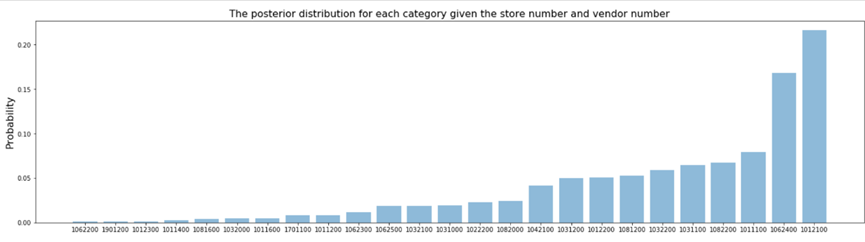 The posterior distribution for each category given the store number and vendor number
Probability
0.20
0.15
0.10
0.05
0.00
1062200 1901200 1012300 1011400 1081600 1032000 1011600 1701100 1011200 1062300 1062500 1032100 1031000 1022200 1082000 1042100 1031200 1012200 1081200 1032200 1031100 1082200 1011100 1062400 1012100